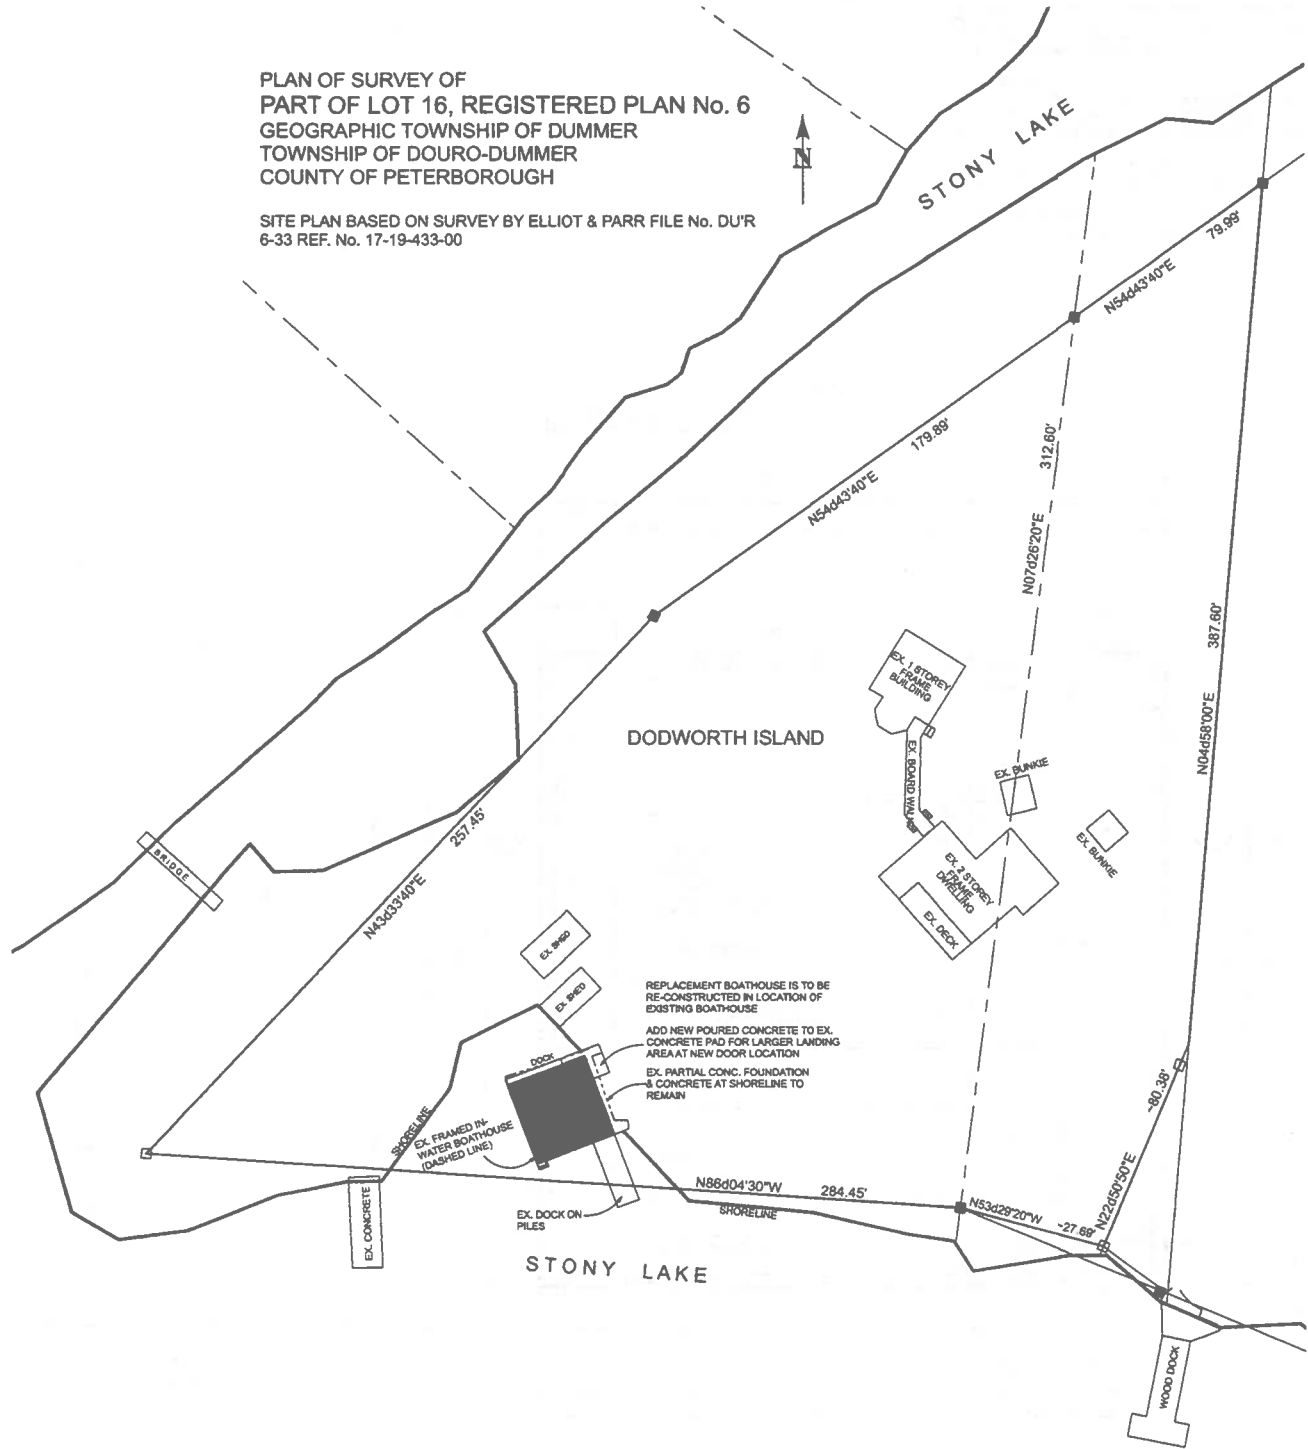 PLAN OF SURVEY OF
PART OF LOT 16, REGISTERED PLAN No. 6
GEOGRAPHIC TOWNSHIP OF DUMMER
TOWNSHIP OF DOURO-DUMMER
COUNTY OF PETERBOROUGH
SITE PLAN BASED ON SURVEY BY ELLIOT & PARR FILE No. DU'R
6-33 REF. No. 17-19-433-00
N
STONY LAKE
79.99'
N54d43'40"E
179.89'
N54d43'40"E
312.60'
N07d26'20"E
387.60'
N04d58'00"E
EX. 1 STOREY
FRAME
BUILDING
DODWORTH ISLAND
EX. BOARD WALK
EX. BUNKIE
EX. BUNKIE
EX. 2 STOREY
FRAME
DWELLING
EX. DECK
257.45'
N43d33'40"E
BRIDGE
EX. SHED
EX. SHED
REPLACEMENT BOATHOUSE IS TO BE
RE-CONSTRUCTED IN LOCATION OF
EXISTING BOATHOUSE
ADD NEW POURED CONCRETE TO EX.
CONCRETE PAD FOR LARGER LANDING
AREA AT NEW DOOR LOCATION
EX. PARTIAL CONC. FOUNDATION
& CONCRETE AT SHORELINE TO
REMAIN
DOCK
SHORELINE
EX. FRAMED IN-
WATER BOATHOUSE
(DASHED LINE)
~80.38'
N22d50'50"E
N86d04'30"W
284.45'
N53d29'20"W
~27.69'
SHORELINE
EX. DOCK ON
PILES
EX. CONCRETE
STONY LAKE
WOOD DOCK